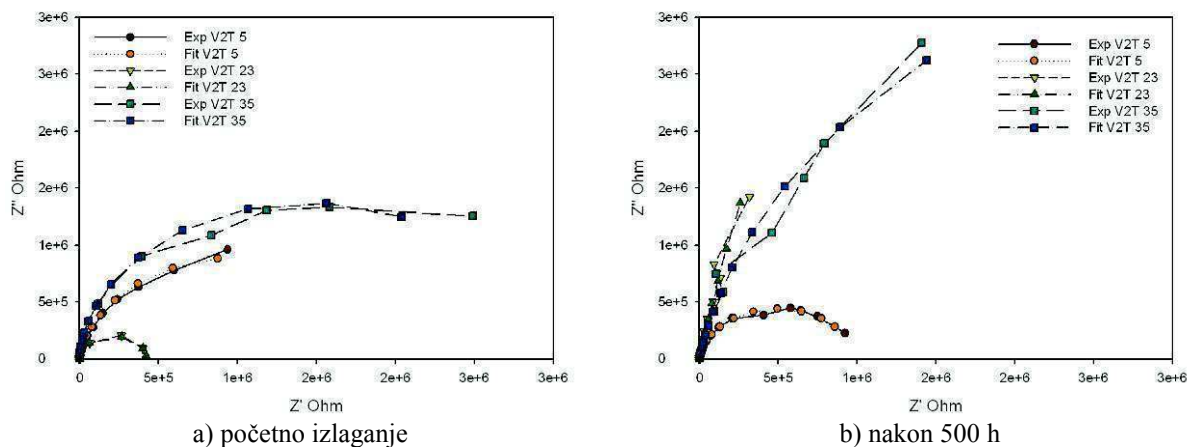 3e+6
3e+6
2e+6
2e+6
1e+6
5e+5
0
Z'' Ohm
Exp V2T 5
Fit V2T 5
Exp V2T 23
Fit V2T 23
Exp V2T 35
Fit V2T 35
0
5e+5
1e+6
2e+6
2e+6
3e+6
3e+6
Z' Ohm
a) početno izlaganje
3e+6
3e+6
2e+6
2e+6
1e+6
5e+5
0
Z'' Ohm
Exp V2T 5
Fit V2T 5
Exp V2T 23
Fit V2T 23
Exp V2T 35
Fit V2T 35
0
5e+5
1e+6
2e+6
2e+6
3e+6
3e+6
Z' Ohm
b) nakon 500 h